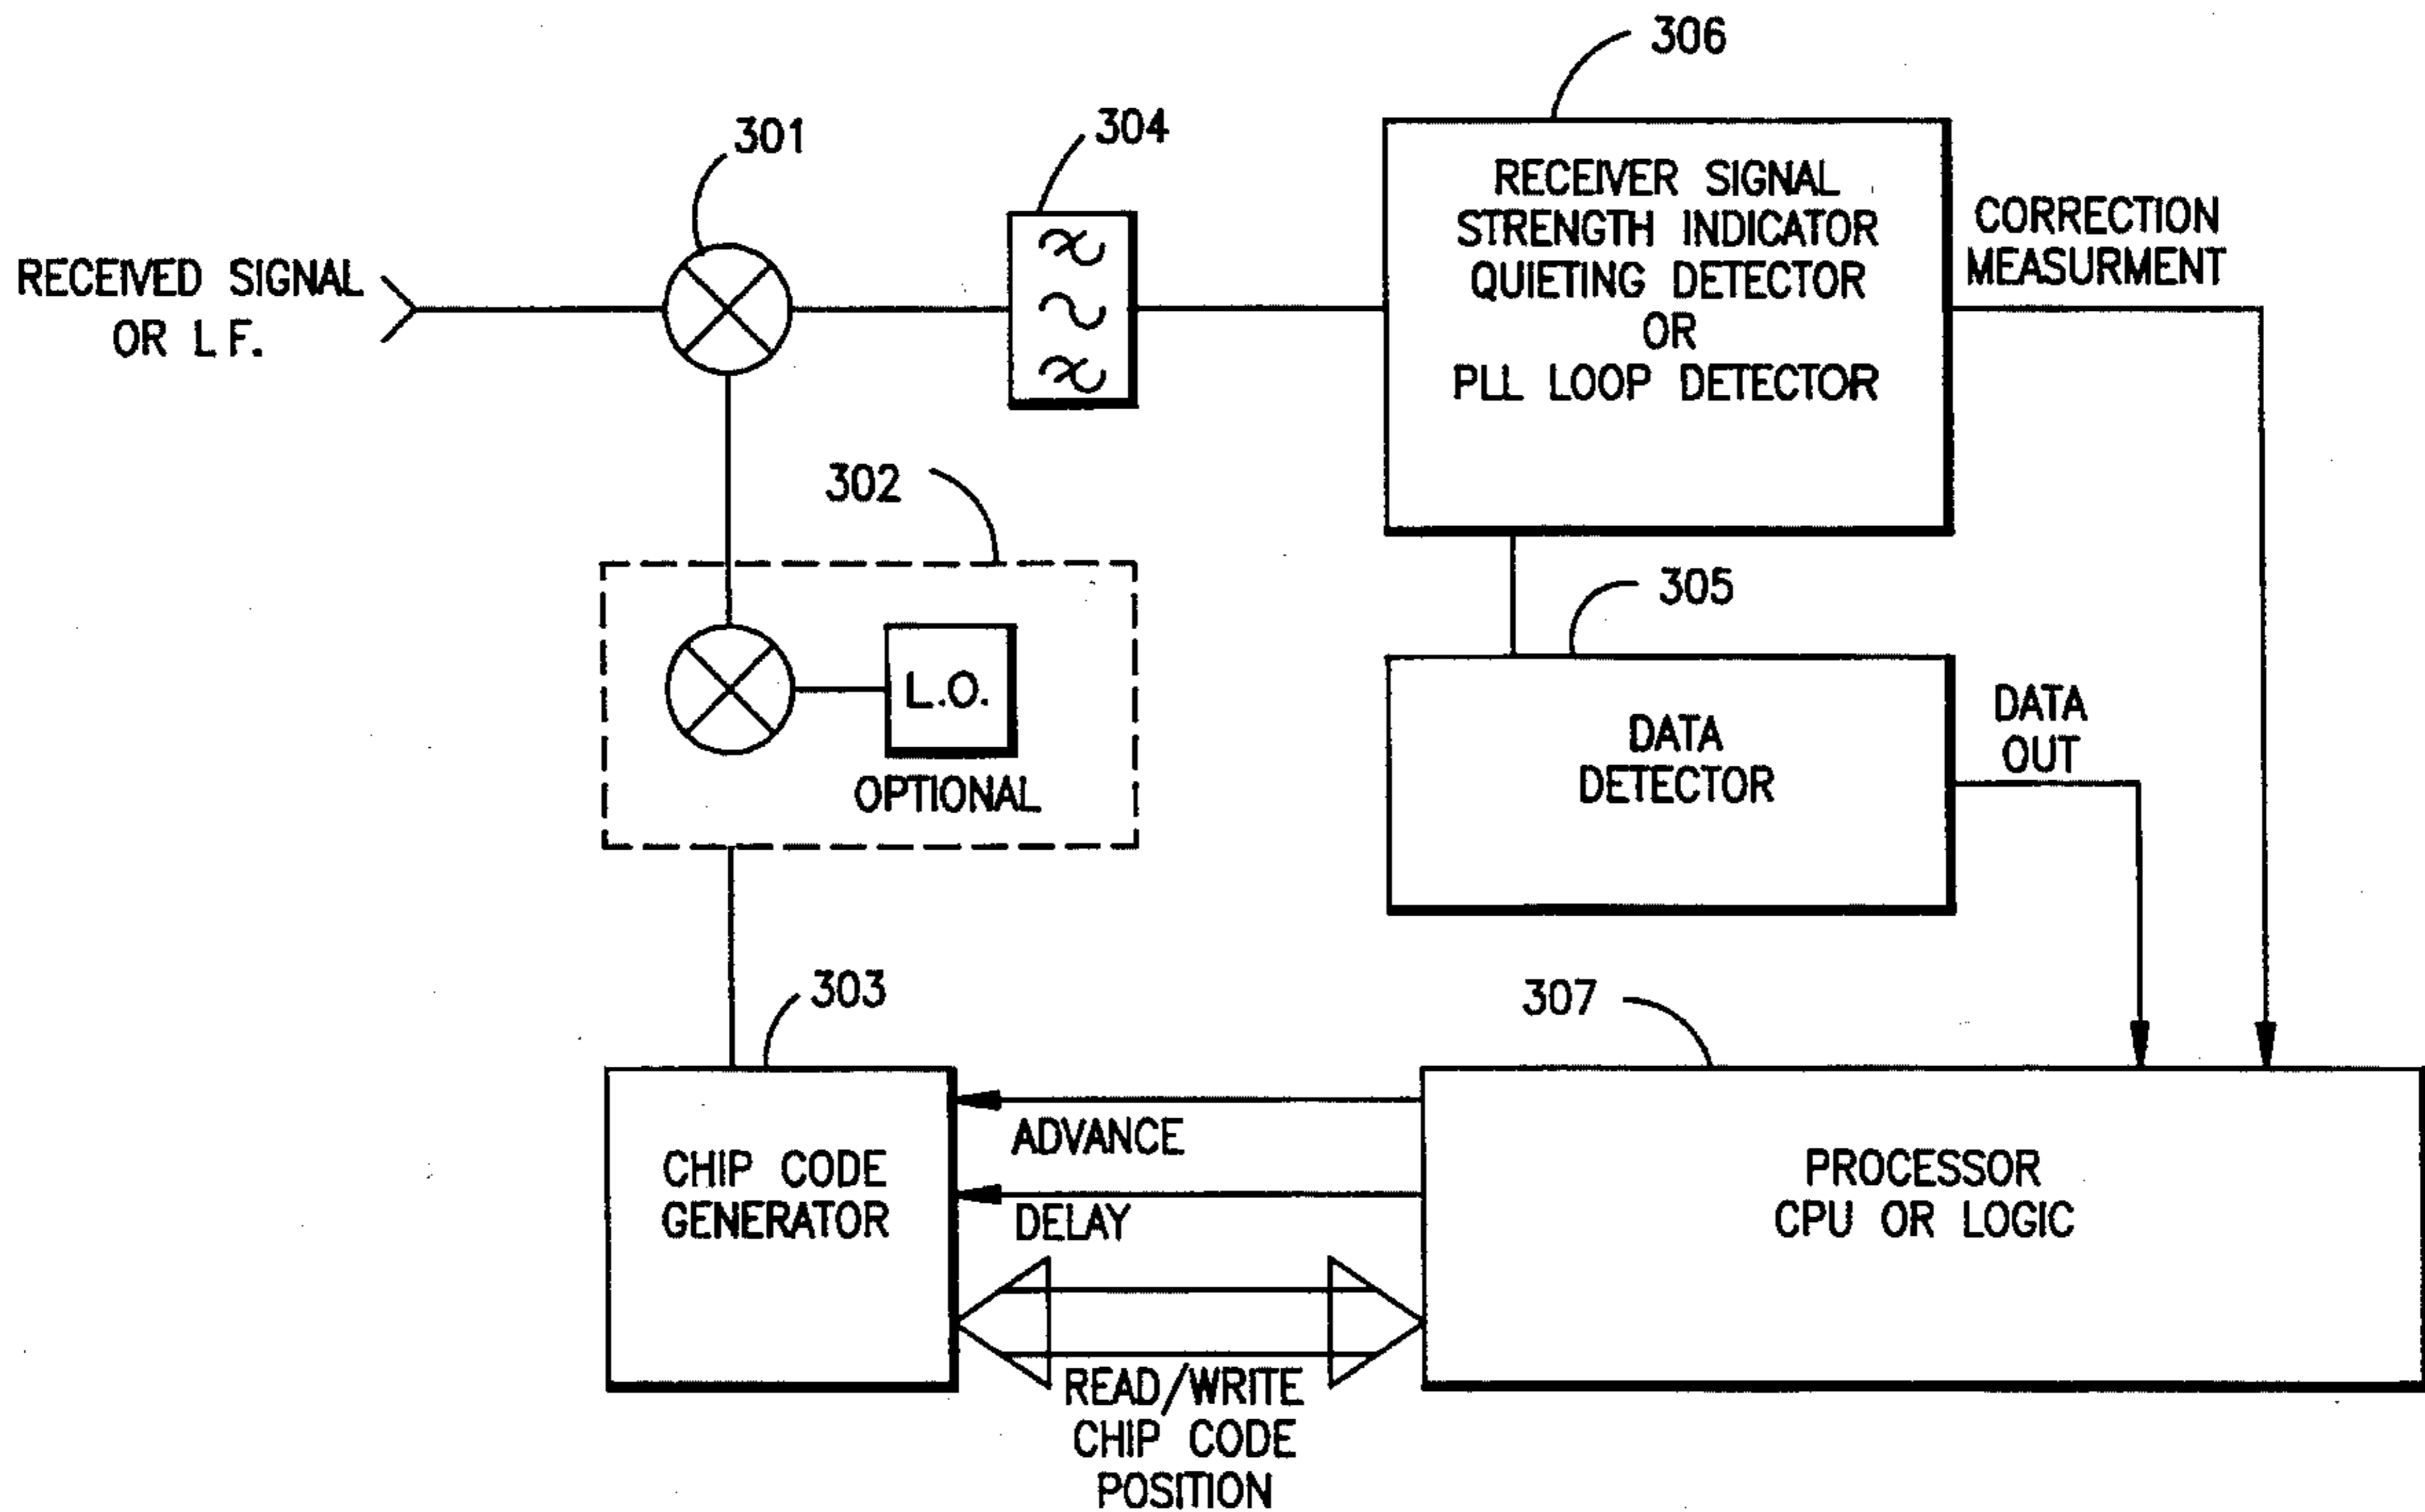 306
304
301
RECEIVER SIGNAL
STRENGTH INDICATOR
QUIETING DETECTOR
OR
PLL LOOP DETECTOR
CORRECTION
MEASURMENT
RECEIVED SIGNAL
OR I.F.
302
305
L.O.
OPTIONAL
DATA
DETECTOR
DATA
OUT
303
307
CHIP CODE
GENERATOR
ADVANCE
DELAY
PROCESSOR
CPU OR LOGIC
READ/WRITE
CHIP CODE
POSITION